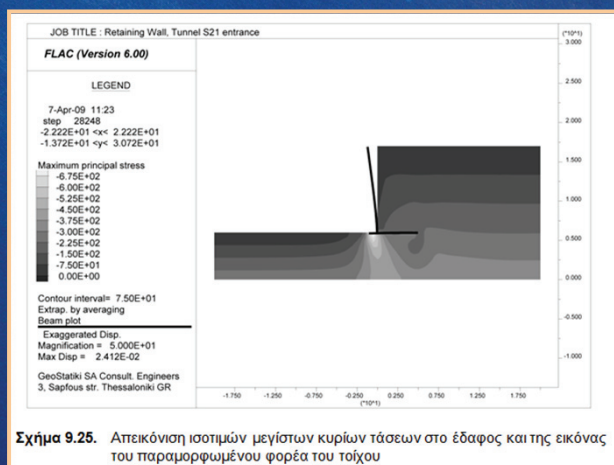 JOB TITLE : Retaining Wall, Tunnel S21 entrance
(*10^1)
FLAC (Version 6.00)
LEGEND
7-Apr-09 11:23
step 28248
-2.222E+01 <x< 2.222E+01
-1.372E+01 <y< 3.072E+01
Maximum principal stress
-6.75E+02
-6.00E+02
-5.25E+02
-4.50E+02
-3.75E+02
-3.00E+02
-2.25E+02
-1.50E+02
-7.50E+01
0.00E+00
Contour interval= 7.50E+01
Extrap. by averaging
Beam plot
Exaggerated Disp.
Magnification = 5.000E+01
Max Disp = 2.412E-02
GeoStatiki SA Consult. Engineers
3, Sapfous str. Thessaloniki GR
3.000
2.500
2.000
1.500
1.000
0.500
0.000
-0.500
-1.000
-1.750 -1.250 -0.750 -0.250 0.250 0.750 1.250 1.750
(*10^1)
Σχήμα 9.25. Απεικόνιση ισοτιμών μεγίστων κυρίων τάσεων στο έδαφος και της εικόνας
του παραμορφωμένου φορέα του τοίχου